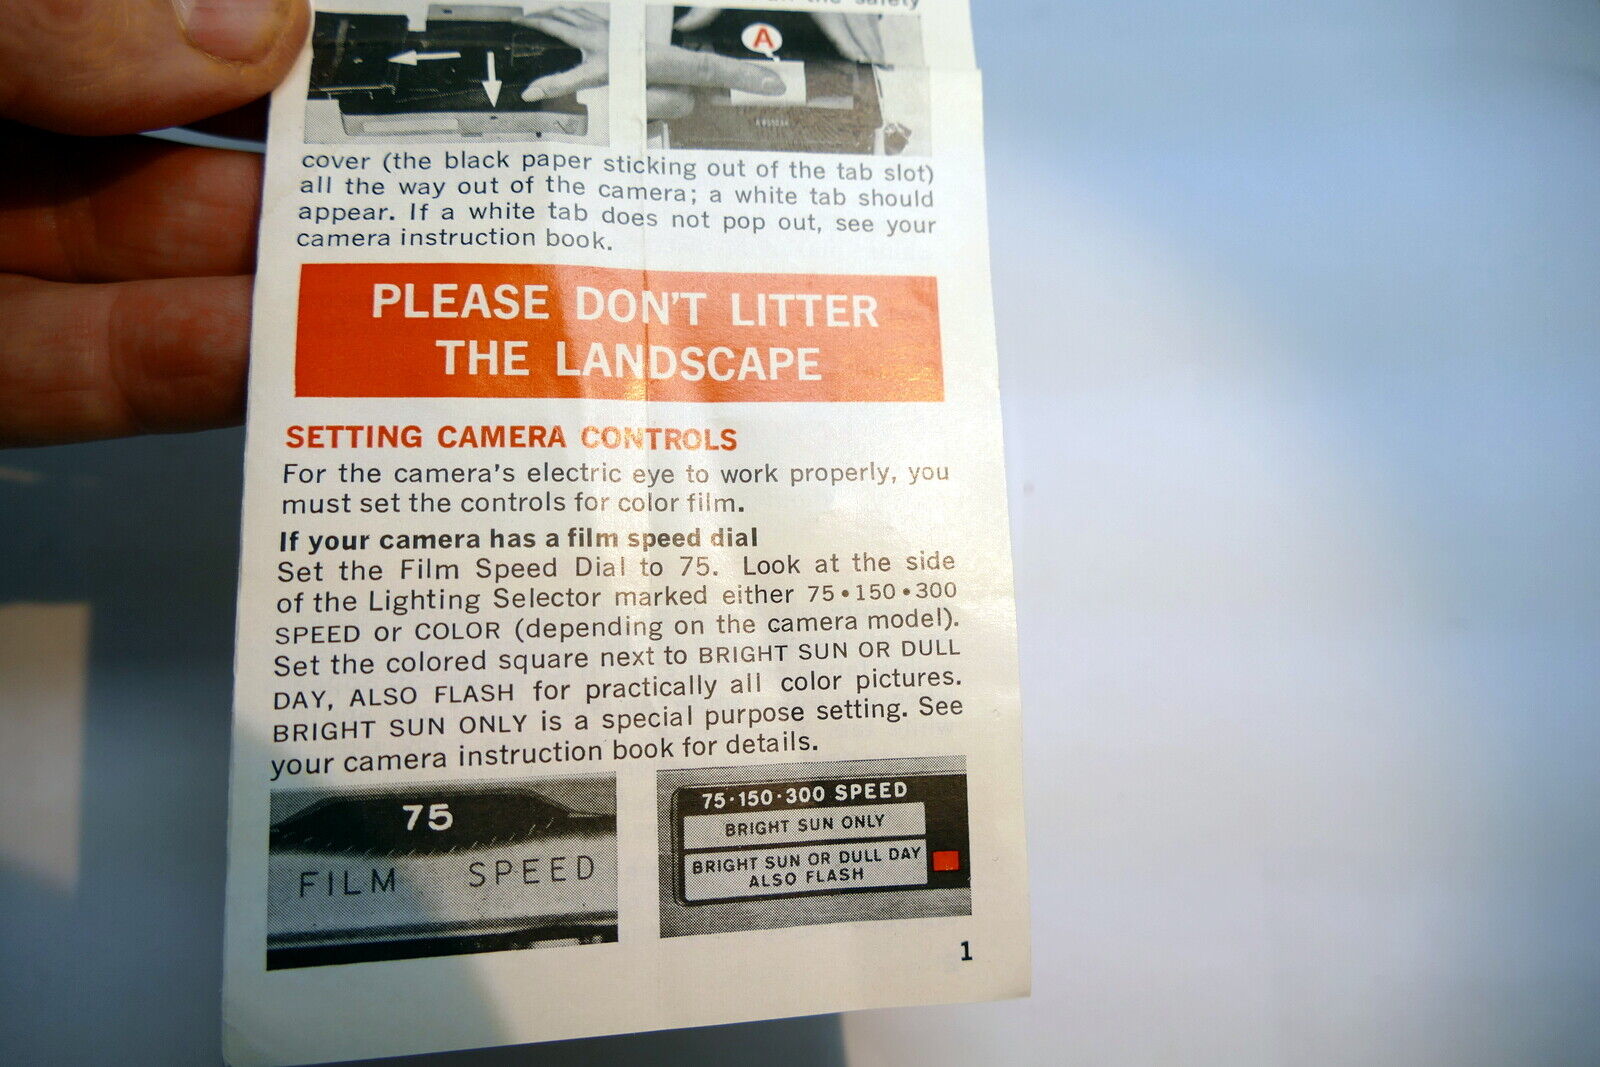 the safety
A
cover (the black paper sticking out of the tab slot)
all the way out of the camera; a white tab should
appear. If a white tab does not pop out, see your
camera instruction book.
PLEASE DON'T LITTER
THE LANDSCAPE
SETTING CAMERA CONTROLS
For the camera's electric eye to work properly, you
must set the controls for color film.
If your camera has a film speed dial
Set the Film Speed Dial to 75. Look at the side
of the Lighting Selector marked either 75•150•300
SPEED or COLOR (depending on the camera model).
Set the colored square next to BRIGHT SUN OR DULL
DAY, ALSO FLASH for practically all color pictures.
BRIGHT SUN ONLY is a special purpose setting. See
your camera instruction book for details.
75
FILM SPEED
75·150·300 SPEED
BRIGHT SUN ONLY
BRIGHT SUN OR DULL DAY
ALSO FLASH
1